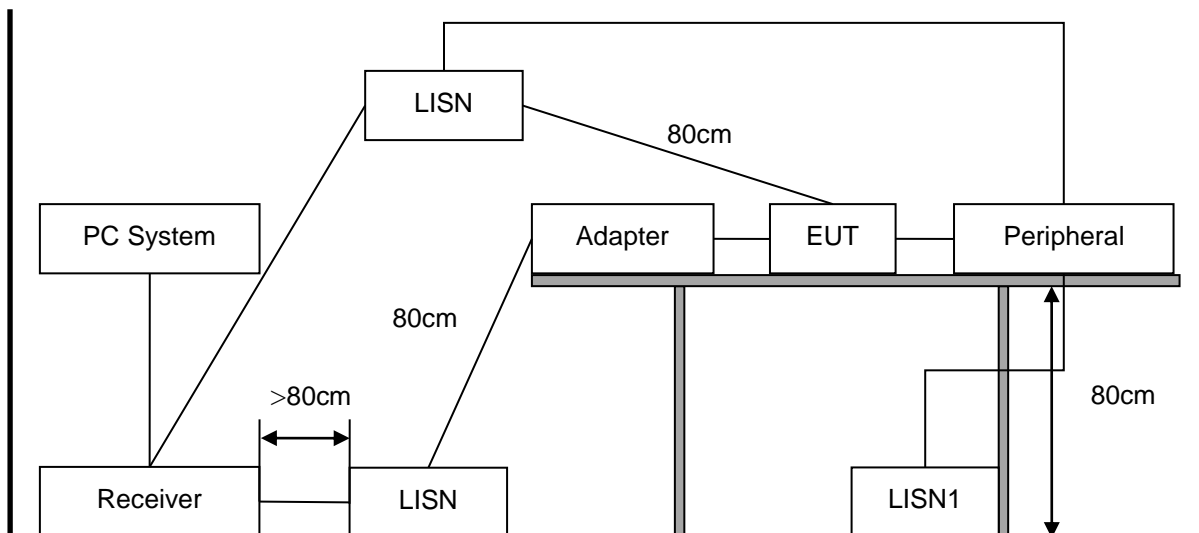 LISN
80cm
PC System
Adapter
EUT
Peripheral
80cm
>80cm
80cm
Receiver
LISN
LISN1